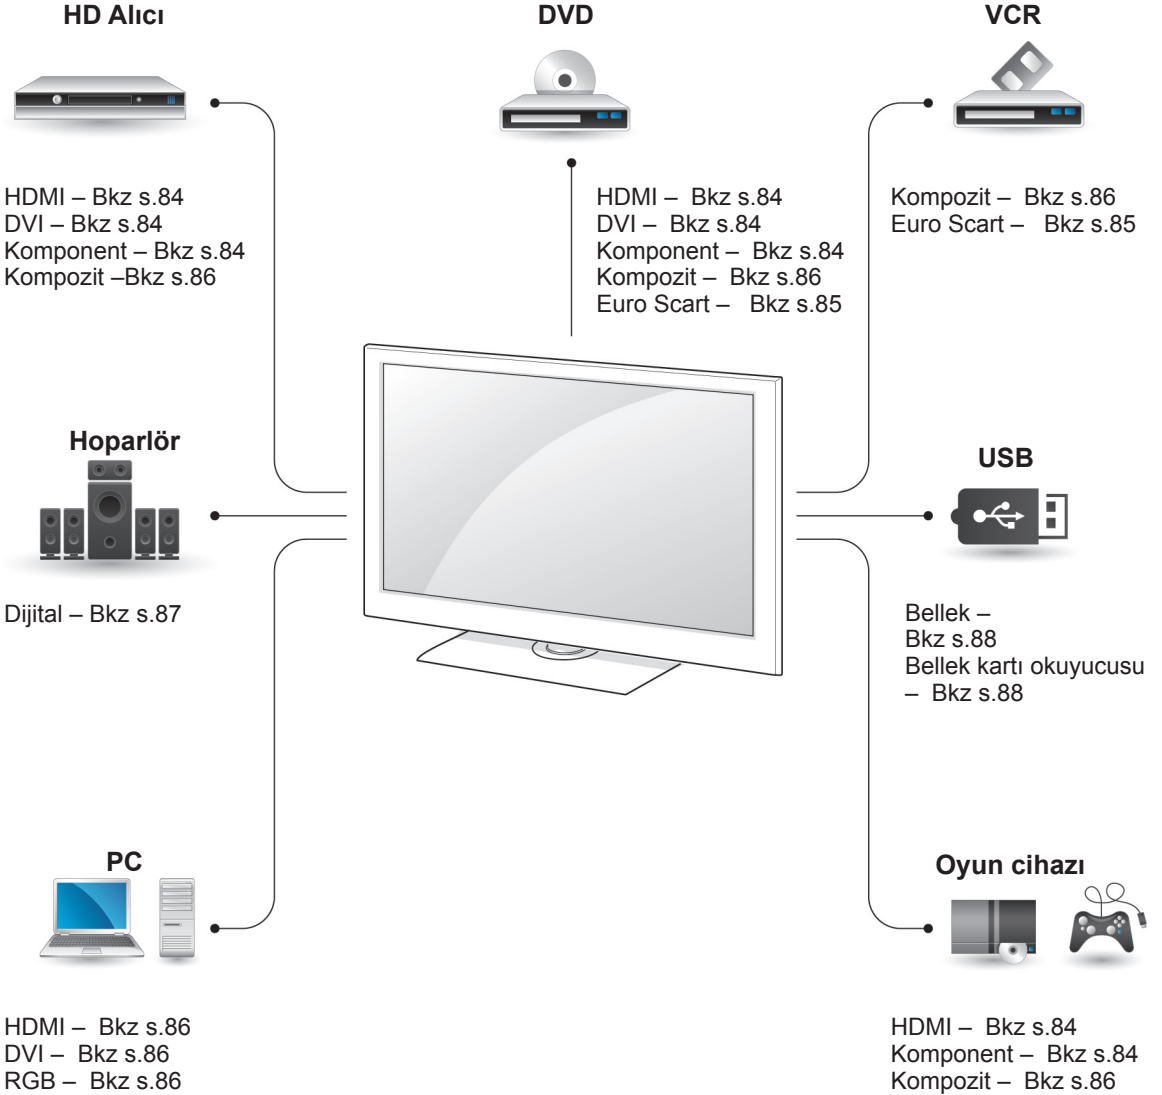 HD Alıcı
HDMI – Bkz s.84
DVI – Bkz s.84
Komponent – Bkz s.84
Kompozit –Bkz s.86
DVD
HDMI – Bkz s.84
DVI – Bkz s.84
Komponent – Bkz s.84
Kompozit – Bkz s.86
Euro Scart – Bkz s.85
VCR
Kompozit – Bkz s.86
Euro Scart – Bkz s.85
Hoparlör
Dijital – Bkz s.87
USB
Bellek –
Bkz s.88
Bellek kartı okuyucusu
– Bkz s.88
PC
HDMI – Bkz s.86
DVI – Bkz s.86
RGB – Bkz s.86
Oyun cihazı
HDMI – Bkz s.84
Komponent – Bkz s.84
Kompozit – Bkz s.86